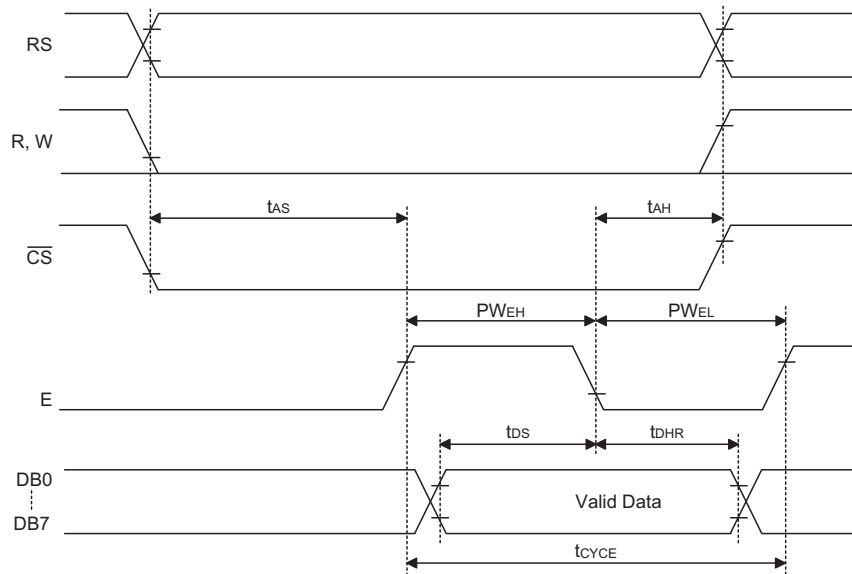 RS
R, W
tAS
tAH
CS
PWEH
PWEL
E
tDS
tDHR
DB0
DB7
Valid Data
tCYCE